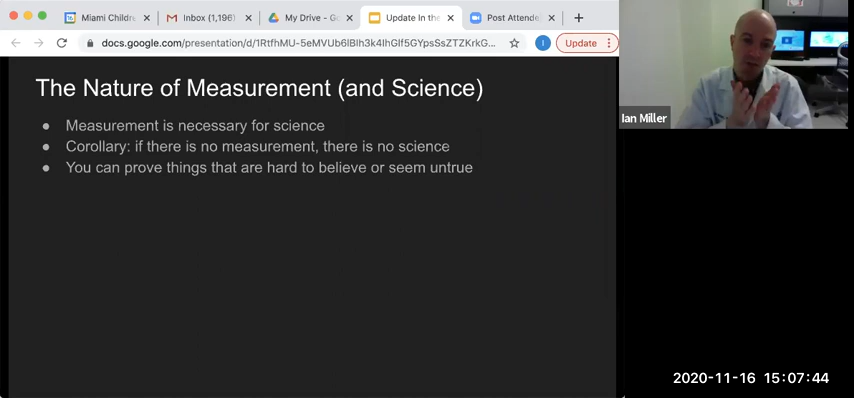 Miami Childre
Inbox (1,196)
My Drive - Go
Update In the
Post Attende
docs.google.com/presentation/d/1RtfhMU-5eMVUb6lBlh3k4IhGIf5GYpsSsZTZKrkG...
Update
The Nature of Measurement (and Science)
Measurement is necessary for science
Corollary: if there is no measurement, there is no science
You can prove things that are hard to believe or seem untrue
Ian Miller
2020-11-16 15:07:44